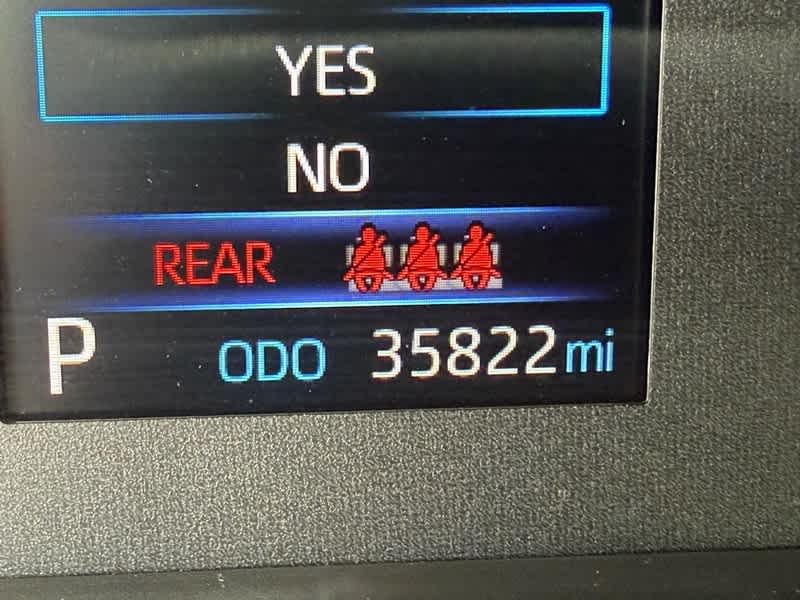 YES
NO
REAR
P ODO 35822 mi